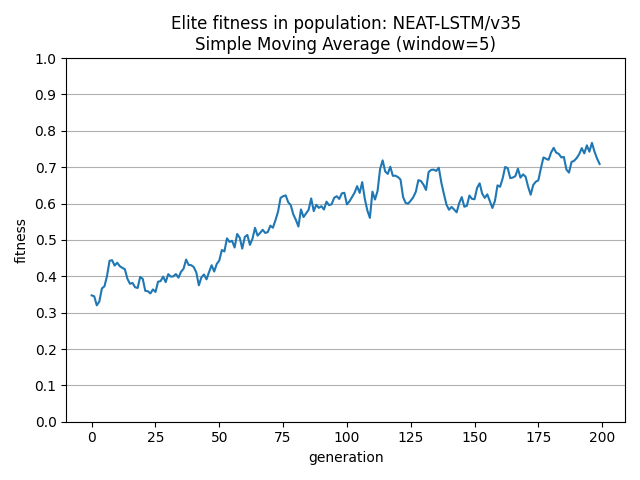 Elite fitness in population: NEAT-LSTM/v35
Simple Moving Average (window=5)
1.0
0.9
0.8
0.7
0.6
0.5
0.4
0.3
0.2
0.1
0.0
fitness
0 25 50 75 100 125 150 175 200
generation